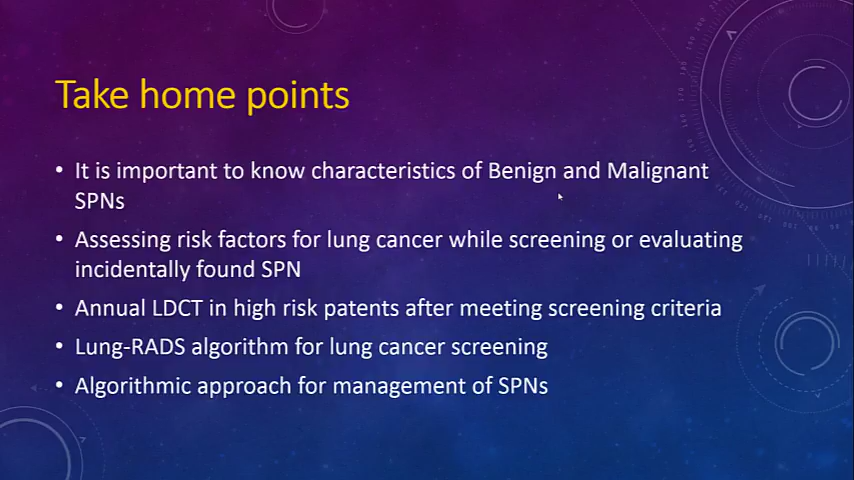 Take home points
• It is important to know characteristics of Benign and Malignant
SPNs
• Assessing risk factors for lung cancer while screening or evaluating
incidentally found SPN
• Annual LDCT in high risk patents after meeting screening criteria
• Lung-RADS algorithm for lung cancer screening
• Algorithmic approach for management of SPNs